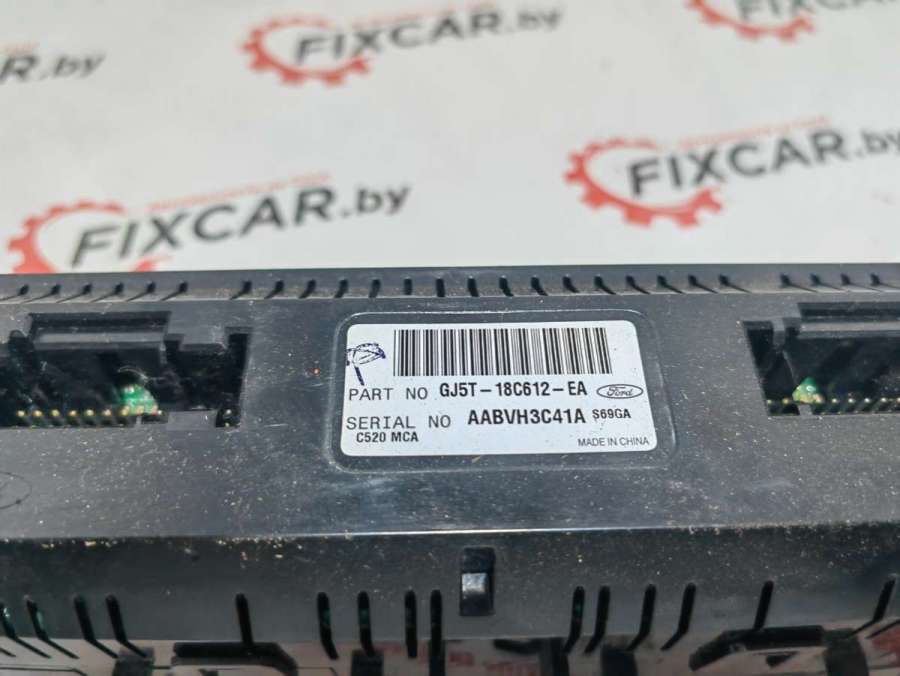 FIXCAR.by
R.by
FIXCAR.by
FIXCAR.by
PART NO GJ5T-18C612-EA Ford
SERIAL NO AABVH3C41A S69GA
C520 MCA
MADE IN CHINA